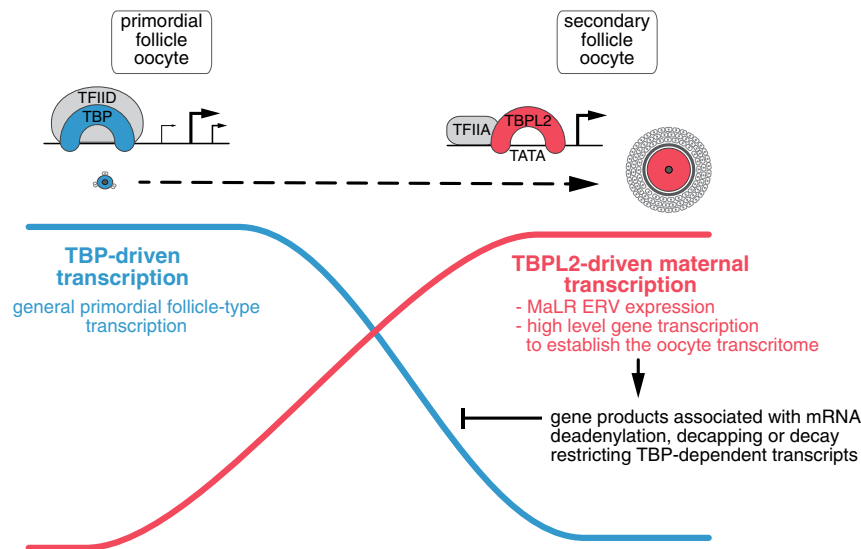 primordial
follicle
oocyte
secondary
follicle
oocyte
TFIID
TBP
TFIIA
TBPL2
TATA
TBP-driven
transcription
general primordial follicle-type
transcription
TBPL2-driven maternal
transcription
- MaLR ERV expression
- high level gene transcription
to establish the oocyte transcritome
gene products associated with mRNA
deadenylation, decapping or decay
restricting TBP-dependent transcripts